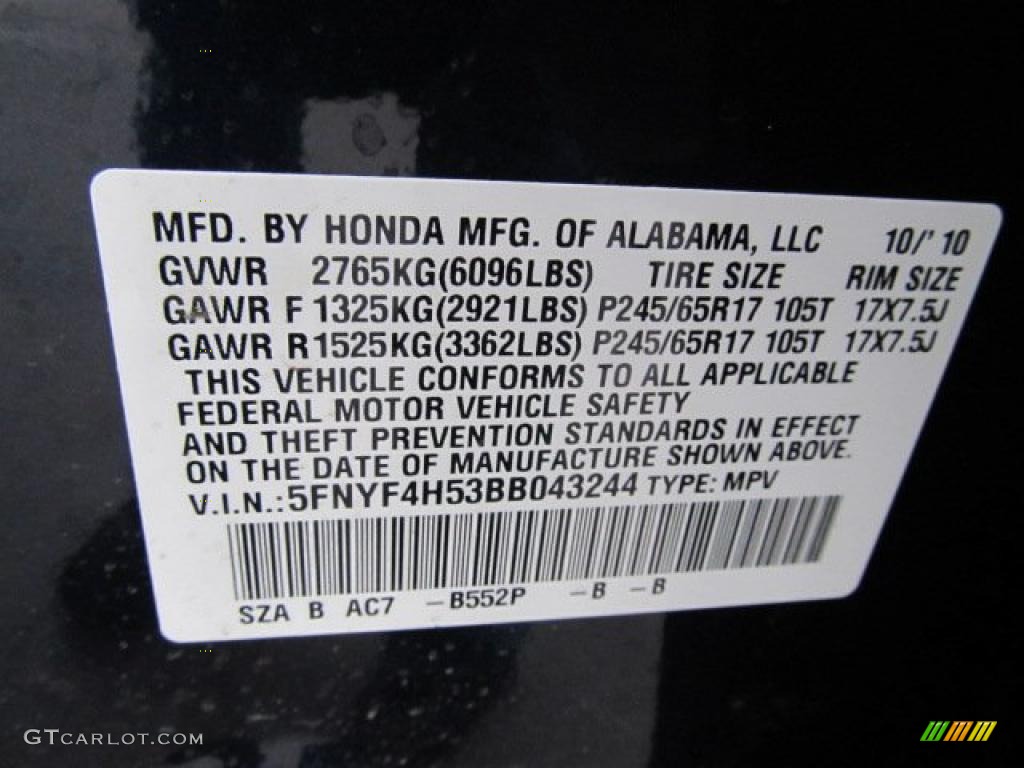 MFD. BY HONDA MFG. OF ALABAMA, LLC 10/'10
GVWR 2765KG(6096LBS) TIRE SIZE RIM SIZE
GAWR F 1325KG(2921LBS) P245/65R17 105T 17X7.5J
GAWR R1525KG(3362LBS) P245/65R17 105T 17X7.5J
THIS VEHICLE CONFORMS TO ALL APPLICABLE
FEDERAL MOTOR VEHICLE SAFETY
AND THEFT PREVENTION STANDARDS IN EFFECT
ON THE DATE OF MANUFACTURE SHOWN ABOVE.
V.I.N.:5FNYF4H53BB043244 TYPE: MPV
SZA B AC7 -B552P -B -B
GTCARLOT.COM